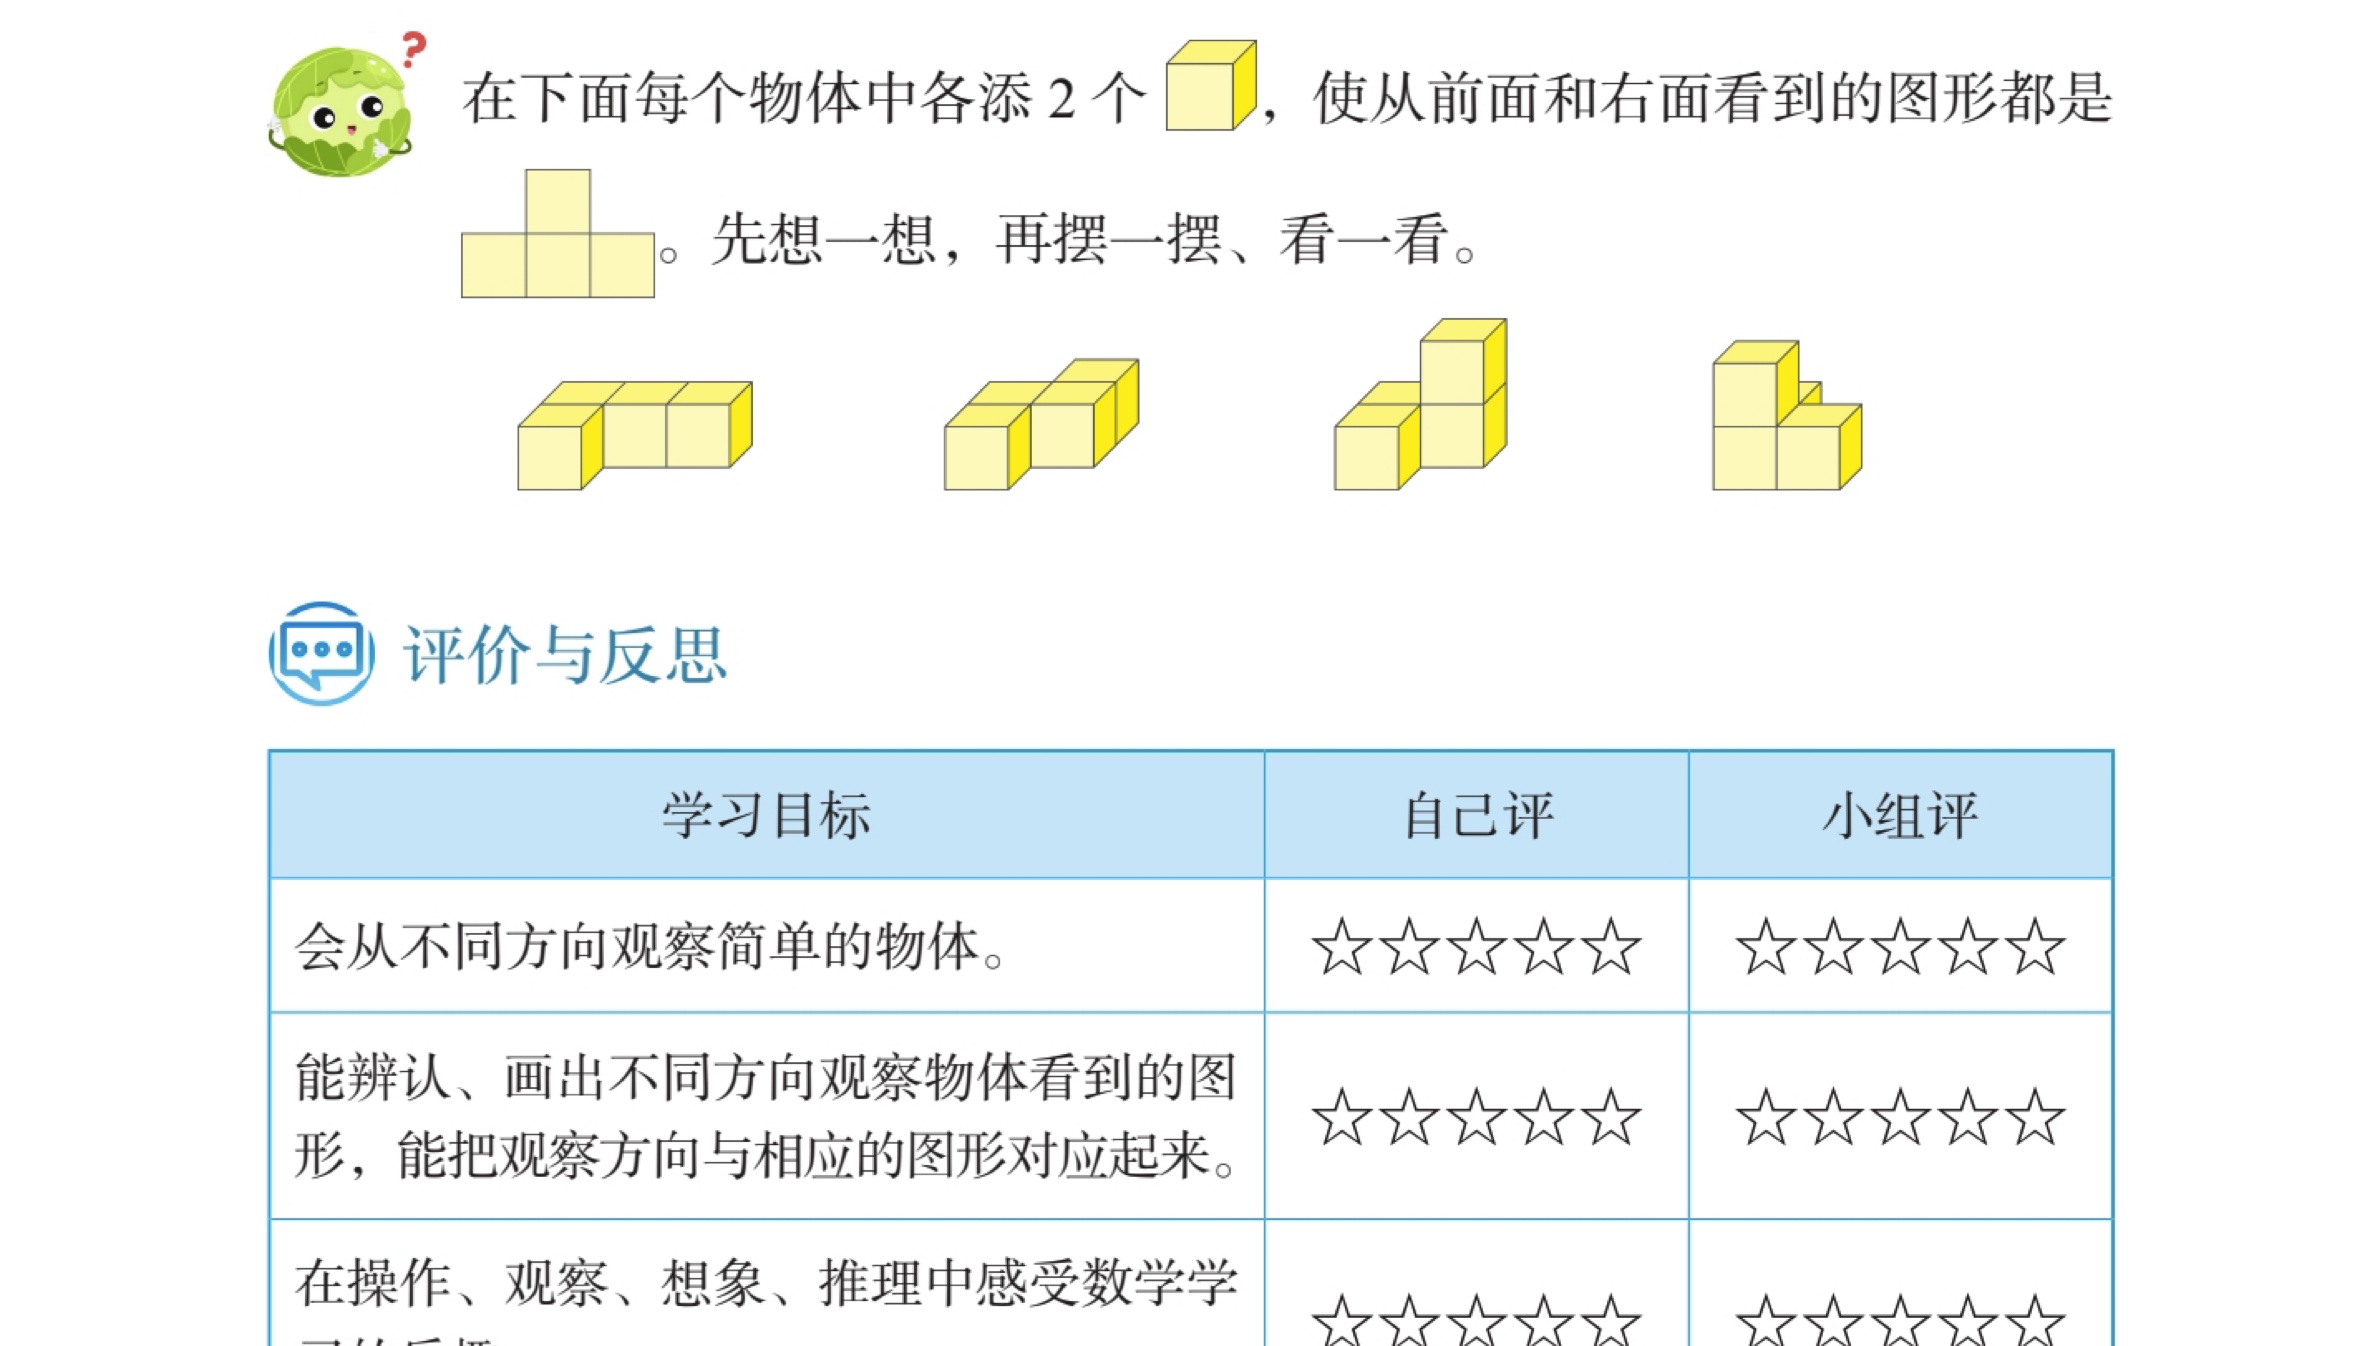 在下面每个物体中各添 2 个 ，使从前面和右面看到的图形都是
。先想一想，再摆一摆、看一看。
评价与反思
学习目标 自己评 小组评
会从不同方向观察简单的物体。 ☆☆☆☆☆ ☆☆☆☆☆
能辨认、画出不同方向观察物体看到的图
形，能把观察方向与相应的图形对应起来。 ☆☆☆☆☆ ☆☆☆☆☆
在操作、观察、想象、推理中感受数学学 ☆☆☆☆☆ ☆☆☆☆☆